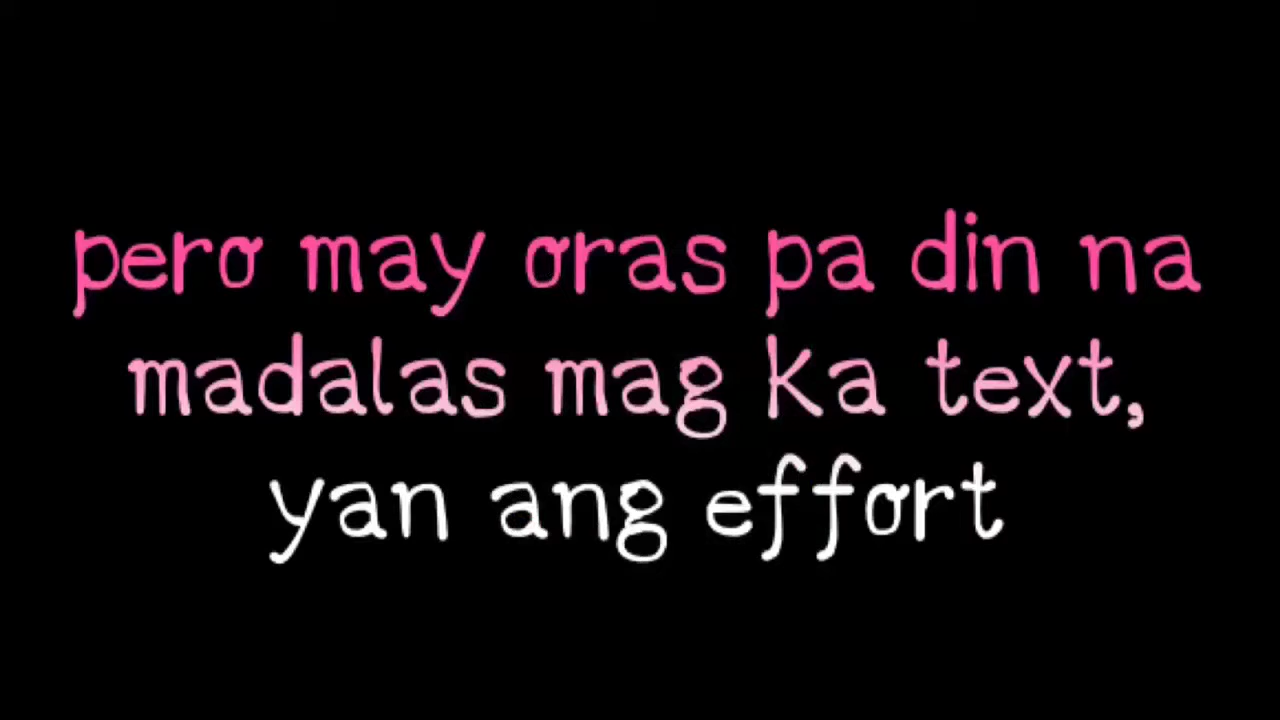 pero may oras pa din na
madalas mag ka text,
yan ang effort